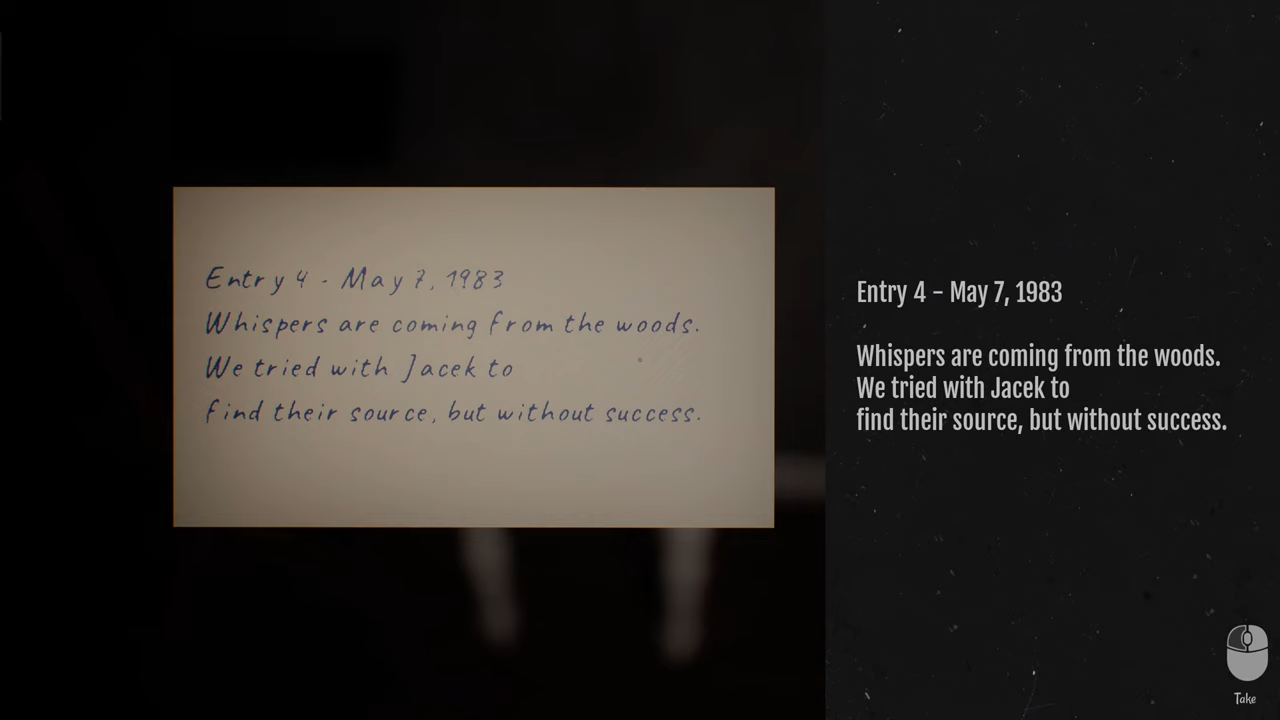 Entry 4 - May 7, 1983
Whispers are coming from the woods.
We tried with Jacek to
find their source, but without success.
Entry 4 - May 7, 1983
Whispers are coming from the woods.
We tried with Jacek to
find their source, but without success.
Take